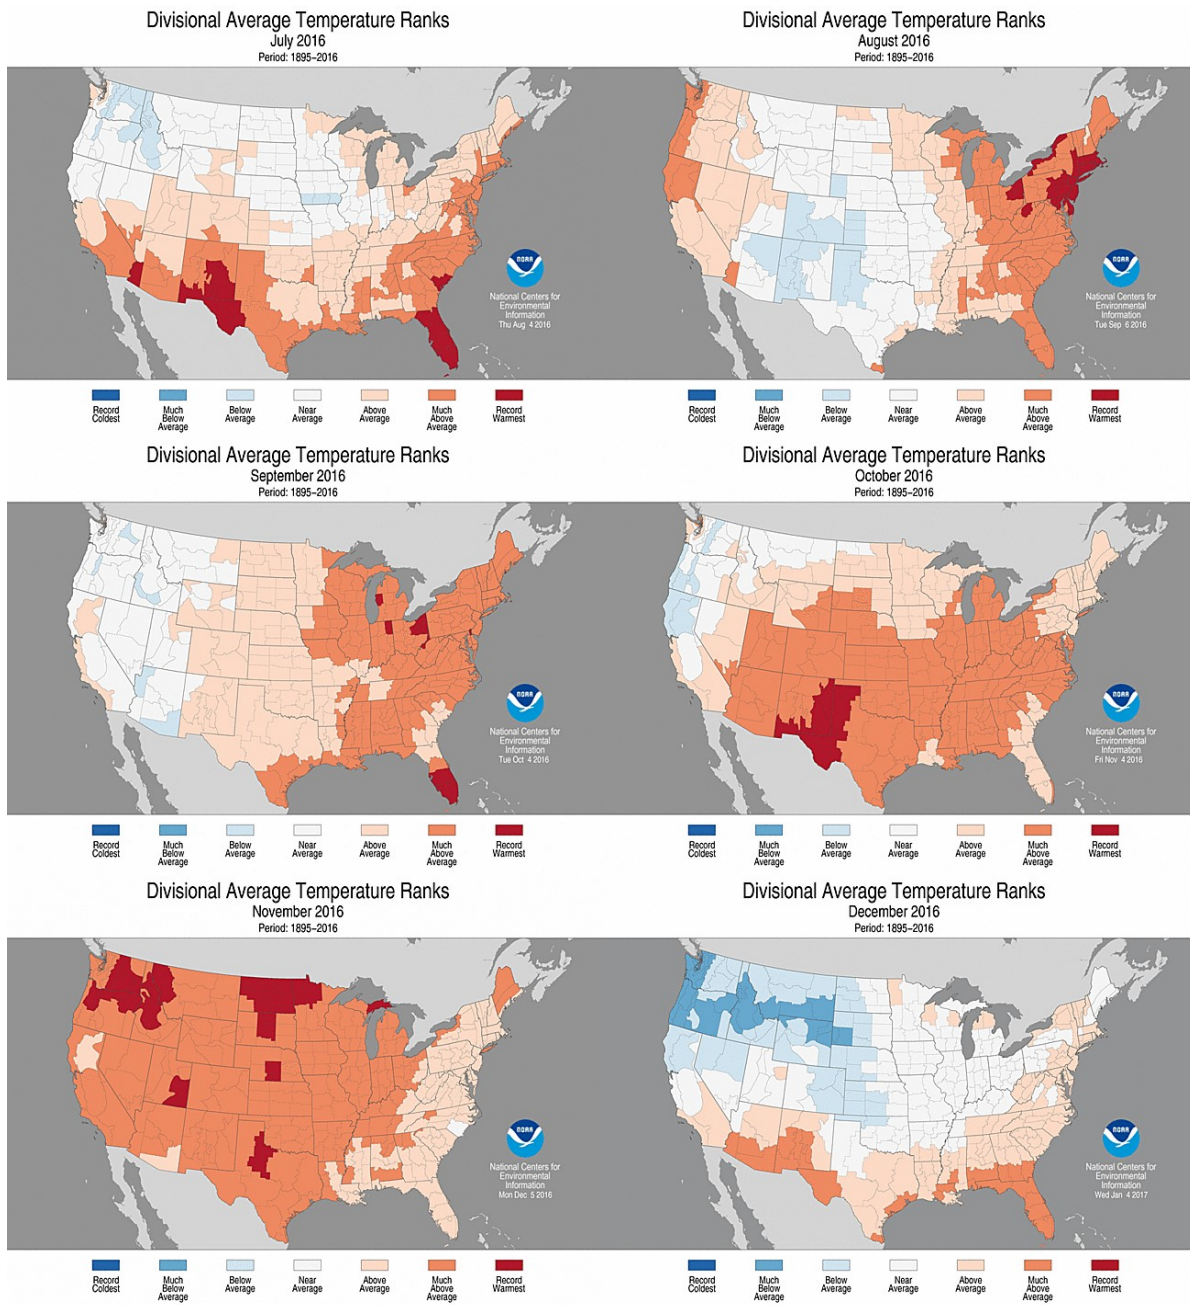 Divisional Average Temperature Ranks
July 2016
Period: 1895–2016
NOAA
National Centers for
Environmental
Information
Thu Aug 4 2016
Record
Coldest
Much
Below
Average
Below
Average
Near
Average
Above
Average
Much
Above
Average
Record
Warmest
Divisional Average Temperature Ranks
August 2016
Period: 1895–2016
NOAA
National Centers for
Environmental
Information
Tue Sep 6 2016
Record
Coldest
Much
Below
Average
Below
Average
Near
Average
Above
Average
Much
Above
Average
Record
Warmest
Divisional Average Temperature Ranks
September 2016
Period: 1895–2016
NOAA
National Centers for
Environmental
Information
Tue Oct 4 2016
Record
Coldest
Much
Below
Average
Below
Average
Near
Average
Above
Average
Much
Above
Average
Record
Warmest
Divisional Average Temperature Ranks
October 2016
Period: 1895–2016
NOAA
National Centers for
Environmental
Information
Fri Nov 4 2016
Record
Coldest
Much
Below
Average
Below
Average
Near
Average
Above
Average
Much
Above
Average
Record
Warmest
Divisional Average Temperature Ranks
November 2016
Period: 1895–2016
NOAA
National Centers for
Environmental
Information
Mon Dec 5 2016
Record
Coldest
Much
Below
Average
Below
Average
Near
Average
Above
Average
Much
Above
Average
Record
Warmest
Divisional Average Temperature Ranks
December 2016
Period: 1895–2016
NOAA
National Centers for
Environmental
Information
Wed Jan 4 2017
Record
Coldest
Much
Below
Average
Below
Average
Near
Average
Above
Average
Much
Above
Average
Record
Warmest